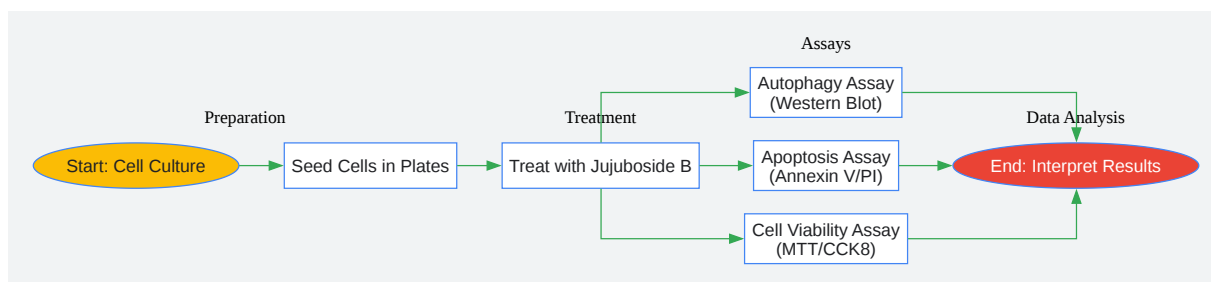 Assays
Autophagy Assay
(Western Blot)
Preparation
Treatment
Data Analysis
Start: Cell Culture
Seed Cells in Plates
Treat with Jujuboside B
Apoptosis Assay
(Annexin V/PI)
End: Interpret Results
Cell Viability Assay
(MTT/CCK8)